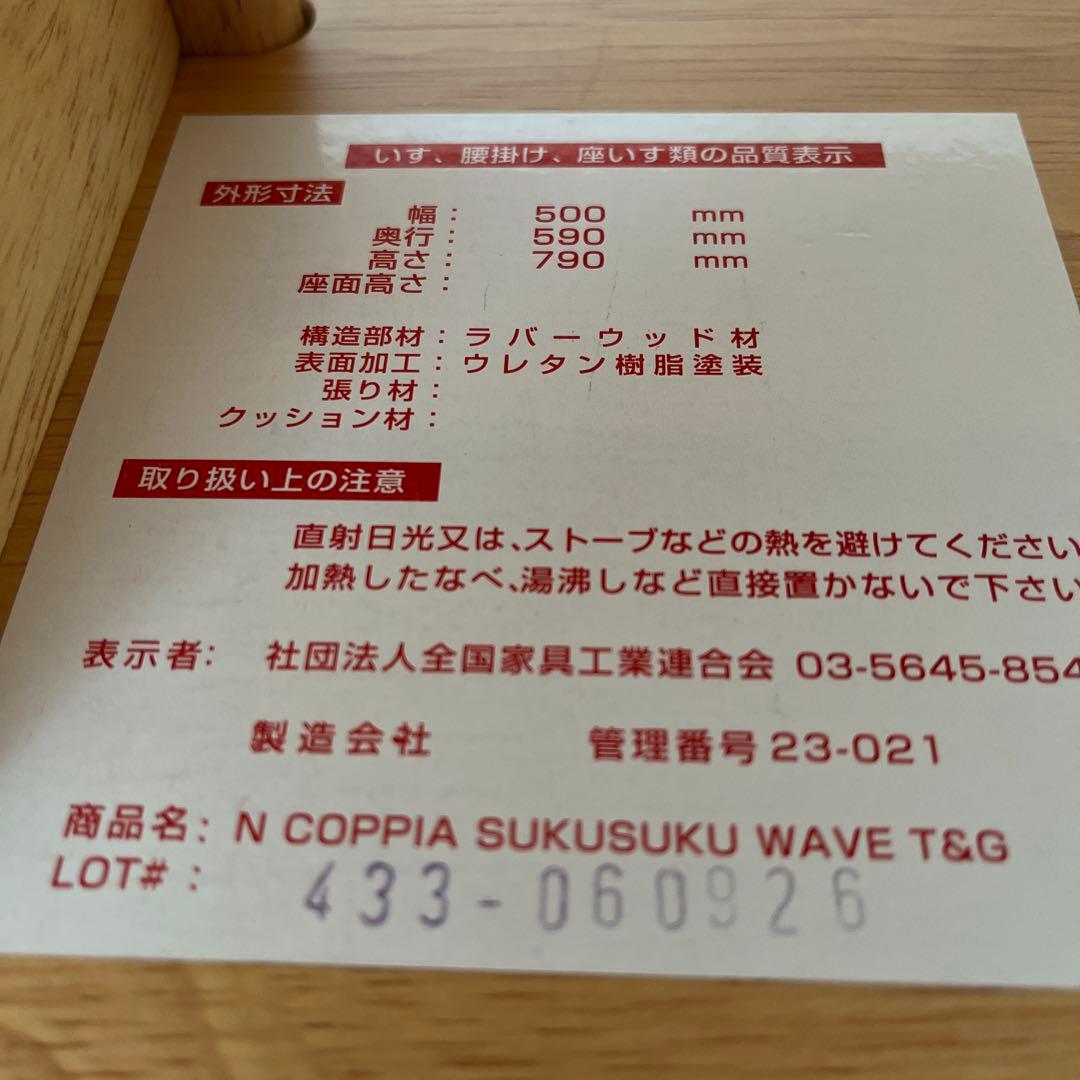 いす、腰掛け、座いす類の品質表示
外形寸法
幅: 500 mm
奥行: 590 mm
高さ: 790 mm
座面高さ:
構造部材:ラバーウッド材
表面加工:ウレタン樹脂塗装
張り材:
クッション材:
取り扱い上の注意
直射日光又は、ストーブなどの熱を避けてください
加熱したなべ、湯沸しなど直接置かないで下さい
表示者: 社団法人全国家具工業連合会 03-5645-854
製造会社 管理番号23-021
商品名: N COPPIA SUKUSUKU WAVE T&G
LOT#: 433-060926